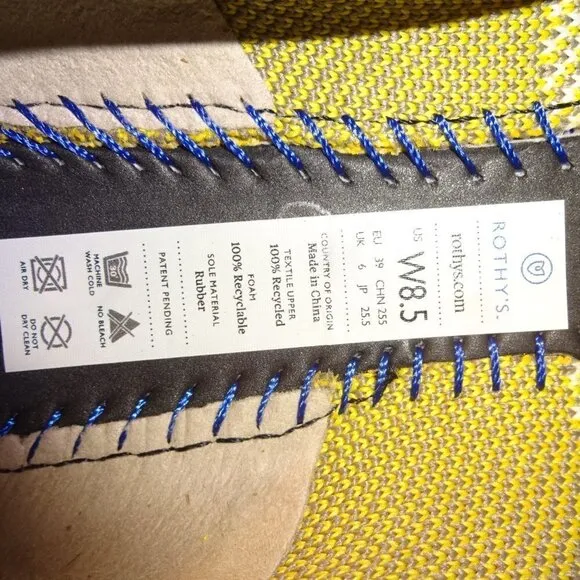 ROTHY'S.
rothys.com
US W8.5
EU 39 CHN 255
UK 6 JP 25.5
COUNTRY OF ORIGIN
Made in China
TEXTILE UPPER
100% Recycled
FOAM
100% Recyclable
SOLE MATERIAL
Rubber
PATENT PENDING
30
MACHINE
WASH COLD
NO BLEACH
AIR DRY
DO NOT
DRY CLEAN